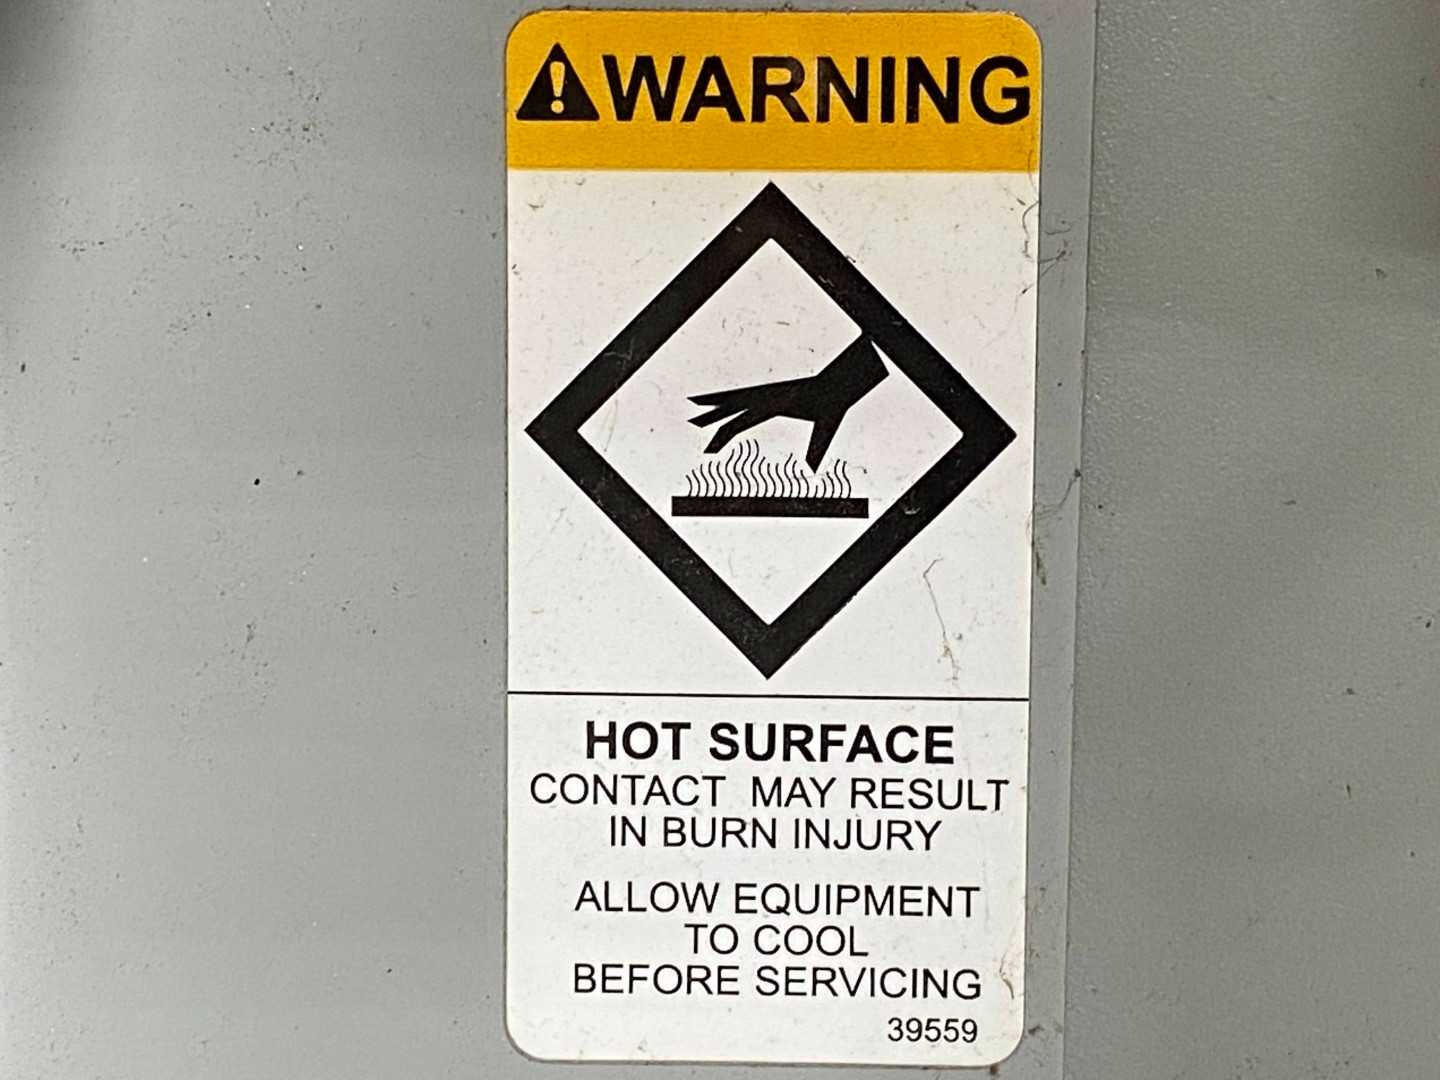 WARNING
HOT SURFACE
CONTACT MAY RESULT
IN BURN INJURY
ALLOW EQUIPMENT
TO COOL
BEFORE SERVICING
39559